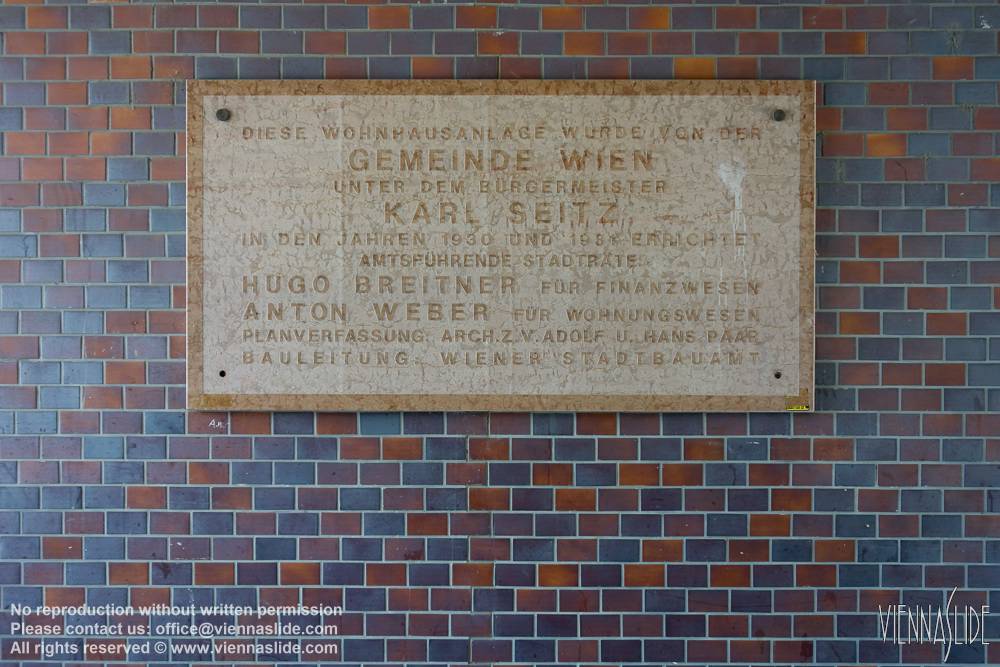 DIESE WOHNHAUSANLAGE WURDE VON DER
GEMEINDE WIEN
UNTER DEM BÜRGERMEISTER
KARL SEITZ
IN DEN JAHREN 1930 UND 1931 ERRICHTET
AMTSFÜHRENDE STADTRÄTE:
HUGO BREITNER FÜR FINANZWESEN
ANTON WEBER FÜR WOHNUNGSWESEN
PLANVERFASSUNG: ARCH.Z.V. ADOLF U. HANS PAAR
BAULEITUNG: WIENER STADTBAUAMT
No reproduction without written permission
Please contact us: office@viennaslide.com
All rights reserved © www.viennaslide.com
VIENNASLIDE